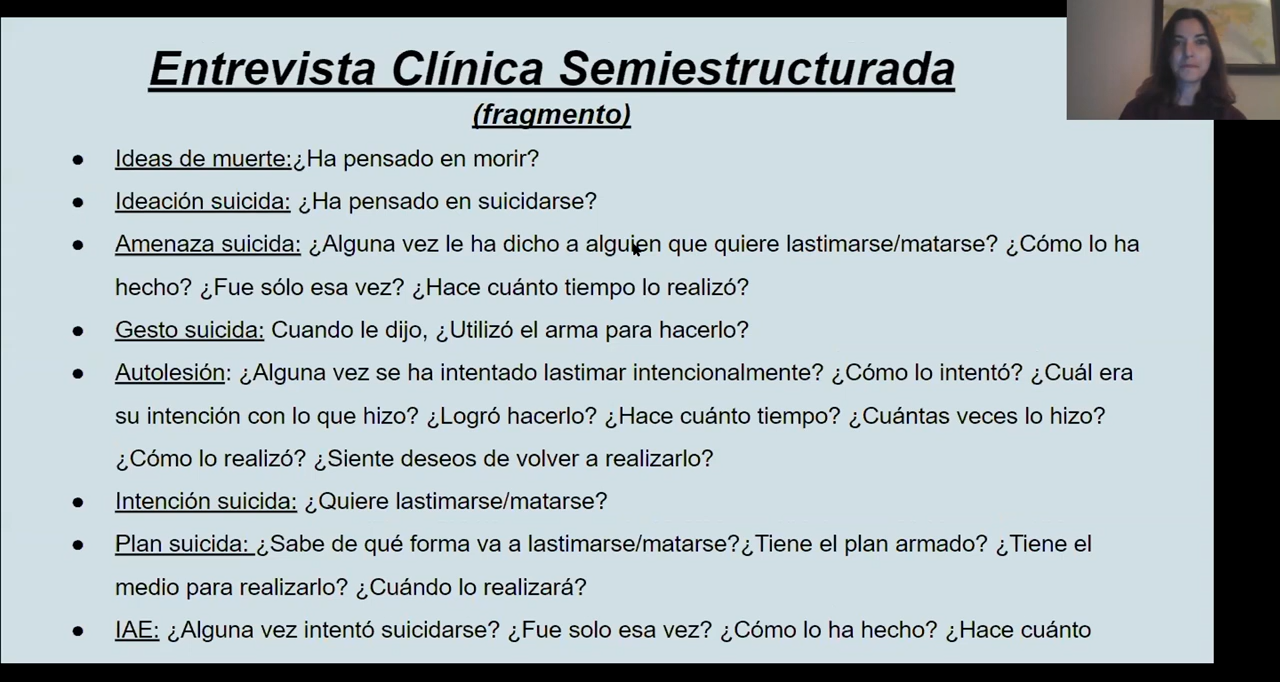 Entrevista Clínica Semiestructurada
(fragmento)
● Ideas de muerte:¿Ha pensado en morir?
● Ideación suicida: ¿Ha pensado en suicidarse?
● Amenaza suicida: ¿Alguna vez le ha dicho a alguien que quiere lastimarse/matarse? ¿Cómo lo ha
hecho? ¿Fue sólo esa vez? ¿Hace cuánto tiempo lo realizó?
● Gesto suicida: Cuando le dijo, ¿Utilizó el arma para hacerlo?
● Autolesión: ¿Alguna vez se ha intentado lastimar intencionalmente? ¿Cómo lo intentó? ¿Cuál era
su intención con lo que hizo? ¿Logró hacerlo? ¿Hace cuánto tiempo? ¿Cuántas veces lo hizo?
¿Cómo lo realizó? ¿Siente deseos de volver a realizarlo?
● Intención suicida: ¿Quiere lastimarse/matarse?
● Plan suicida: ¿Sabe de qué forma va a lastimarse/matarse?¿Tiene el plan armado? ¿Tiene el
medio para realizarlo? ¿Cuándo lo realizará?
● IAE: ¿Alguna vez intentó suicidarse? ¿Fue solo esa vez? ¿Cómo lo ha hecho? ¿Hace cuánto